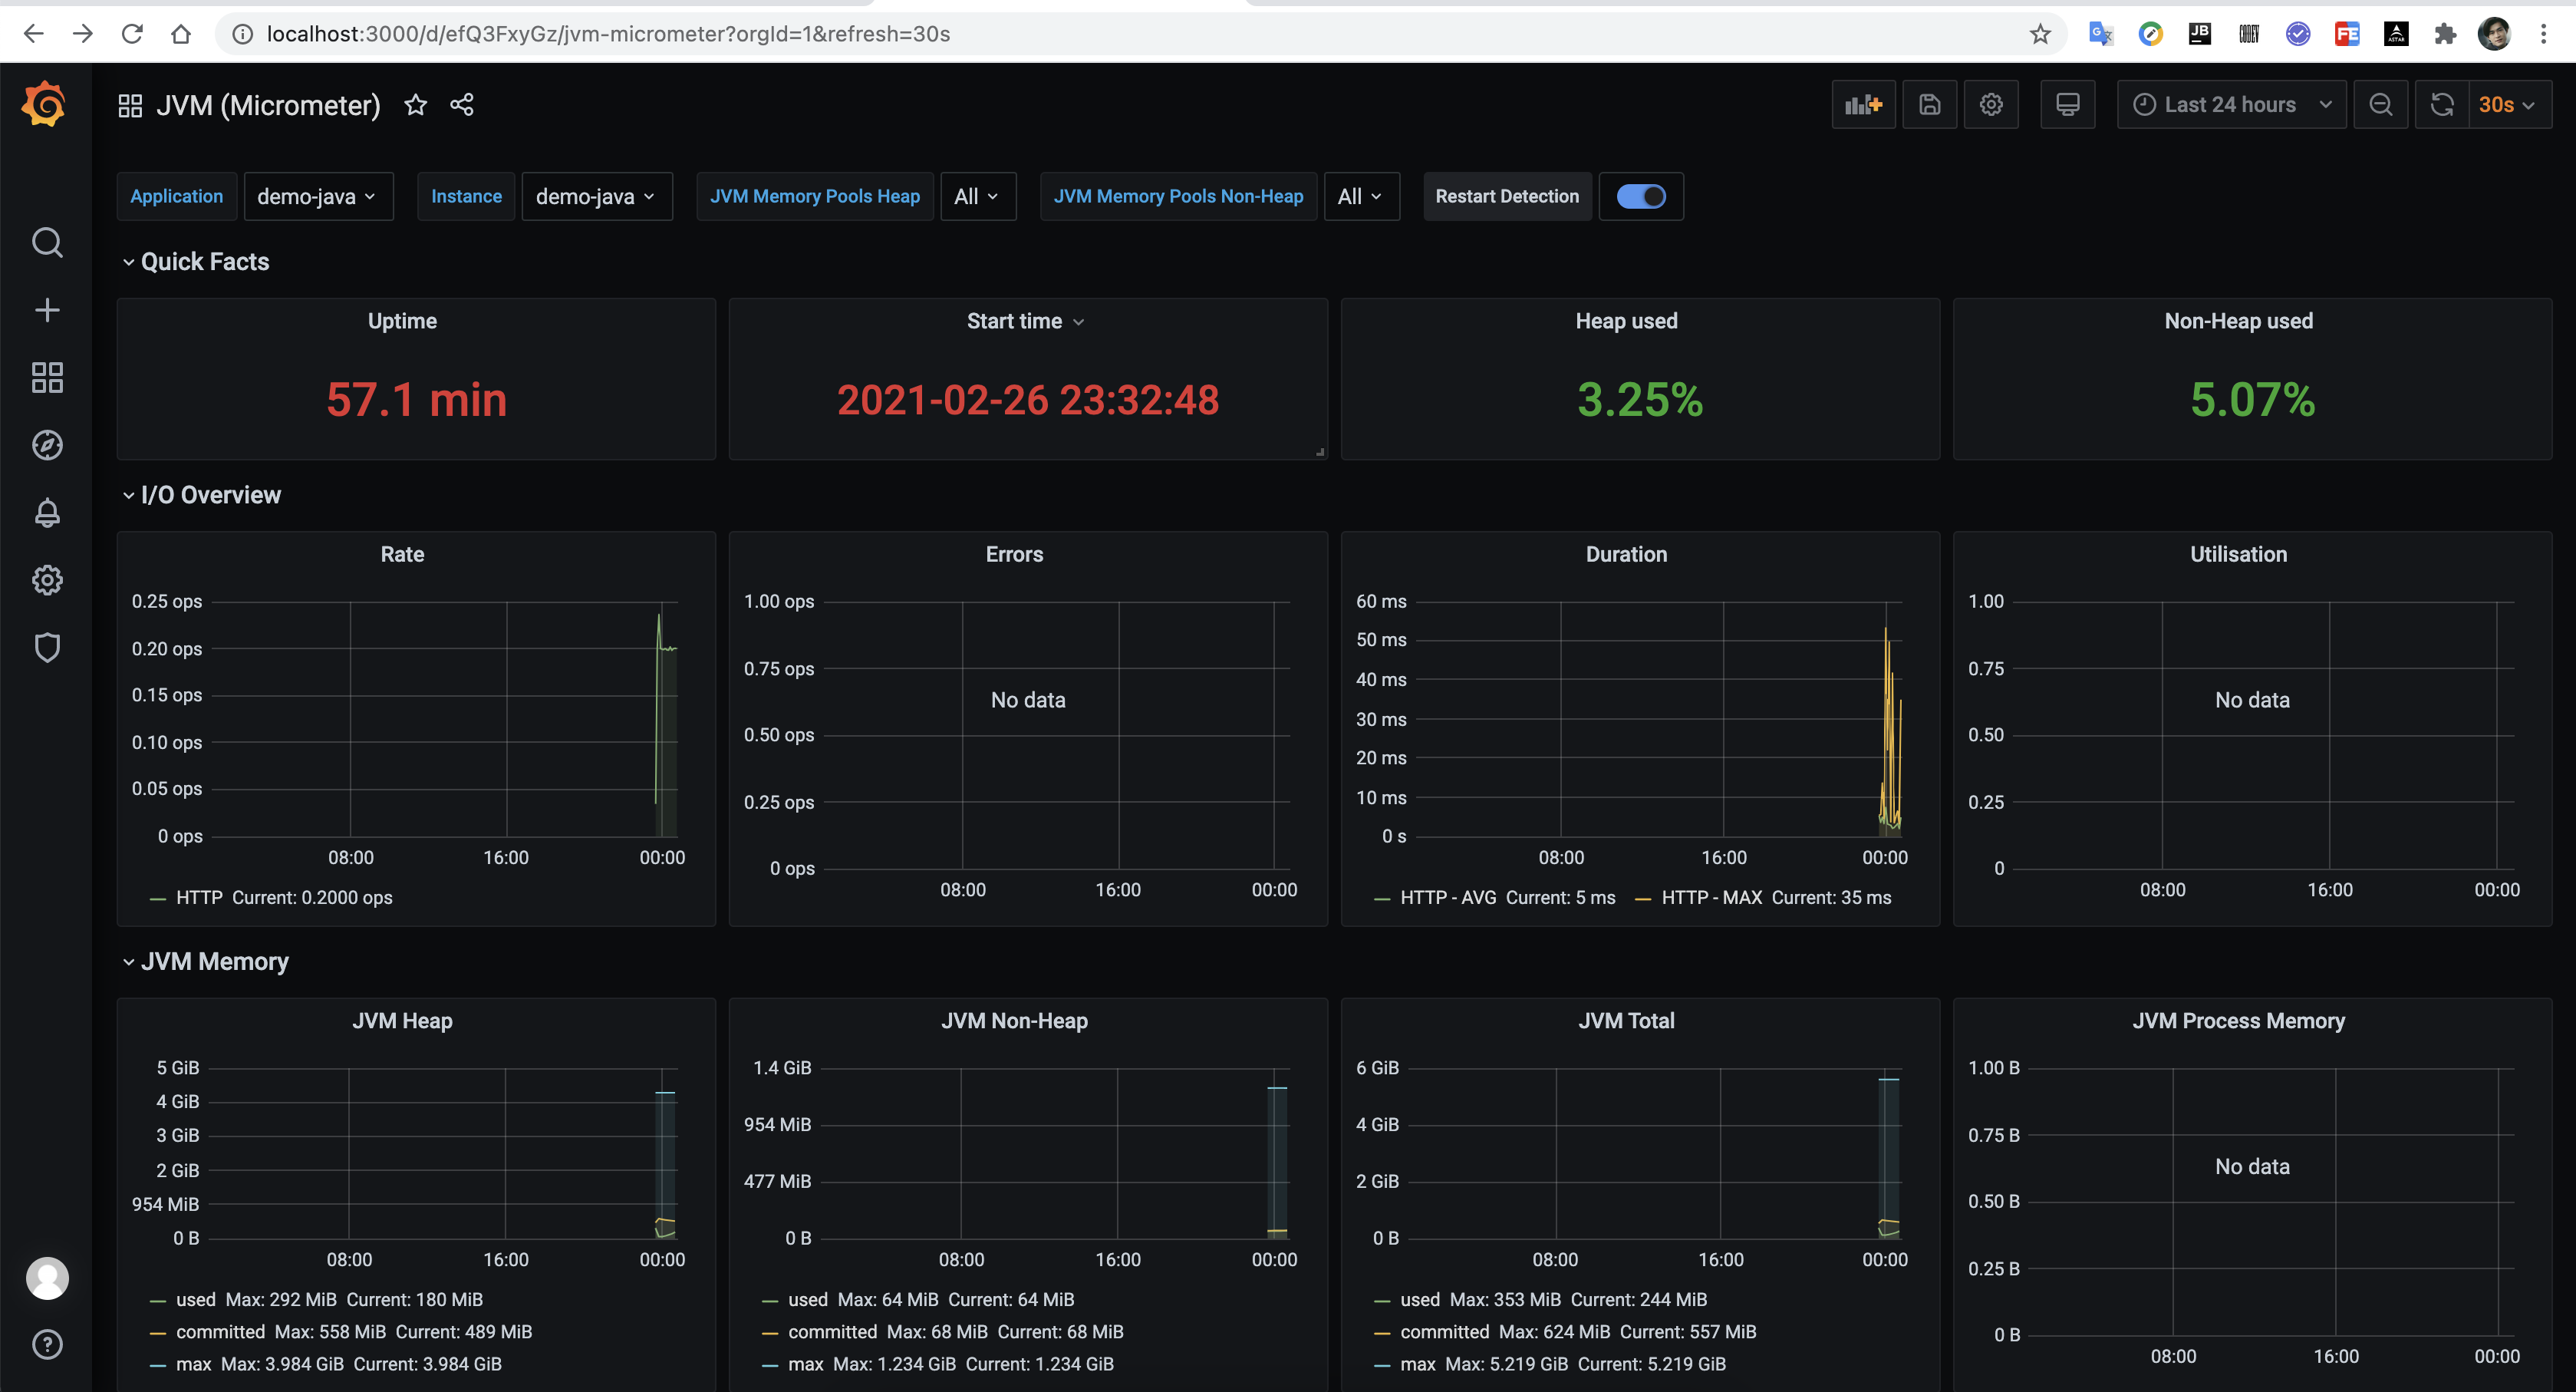 localhost:3000/d/efQ3FxyGz/jvm-micrometer?orgId=1&refresh=30s
JB
FE
ASTAR
JVM (Micrometer)
Last 24 hours
30s
Application demo-java Instance demo-java JVM Memory Pools Heap All JVM Memory Pools Non-Heap All Restart Detection
Quick Facts
Uptime
57.1 min
Start time
2021-02-26 23:32:48
Heap used
3.25%
Non-Heap used
5.07%
I/O Overview
Rate
0.25 ops
0.20 ops
0.15 ops
0.10 ops
0.05 ops
0 ops
08:00 16:00 00:00
HTTP Current: 0.2000 ops
Errors
1.00 ops
0.75 ops
No data
0.50 ops
0.25 ops
0 ops
08:00 16:00 00:00
Duration
60 ms
50 ms
40 ms
30 ms
20 ms
10 ms
0 s
08:00 16:00 00:00
HTTP - AVG Current: 5 ms HTTP - MAX Current: 35 ms
Utilisation
1.00
0.75
No data
0.50
0.25
0
08:00 16:00 00:00
JVM Memory
JVM Heap
5 GiB
4 GiB
3 GiB
2 GiB
954 MiB
0 B
08:00 16:00 00:00
used Max: 292 MiB Current: 180 MiB
committed Max: 558 MiB Current: 489 MiB
max Max: 3.984 GiB Current: 3.984 GiB
JVM Non-Heap
1.4 GiB
954 MiB
477 MiB
0 B
08:00 16:00 00:00
used Max: 64 MiB Current: 64 MiB
committed Max: 68 MiB Current: 68 MiB
max Max: 1.234 GiB Current: 1.234 GiB
JVM Total
6 GiB
4 GiB
2 GiB
0 B
08:00 16:00 00:00
used Max: 353 MiB Current: 244 MiB
committed Max: 624 MiB Current: 557 MiB
max Max: 5.219 GiB Current: 5.219 GiB
JVM Process Memory
1.00 B
0.75 B
No data
0.50 B
0.25 B
0 B
08:00 16:00 00:00